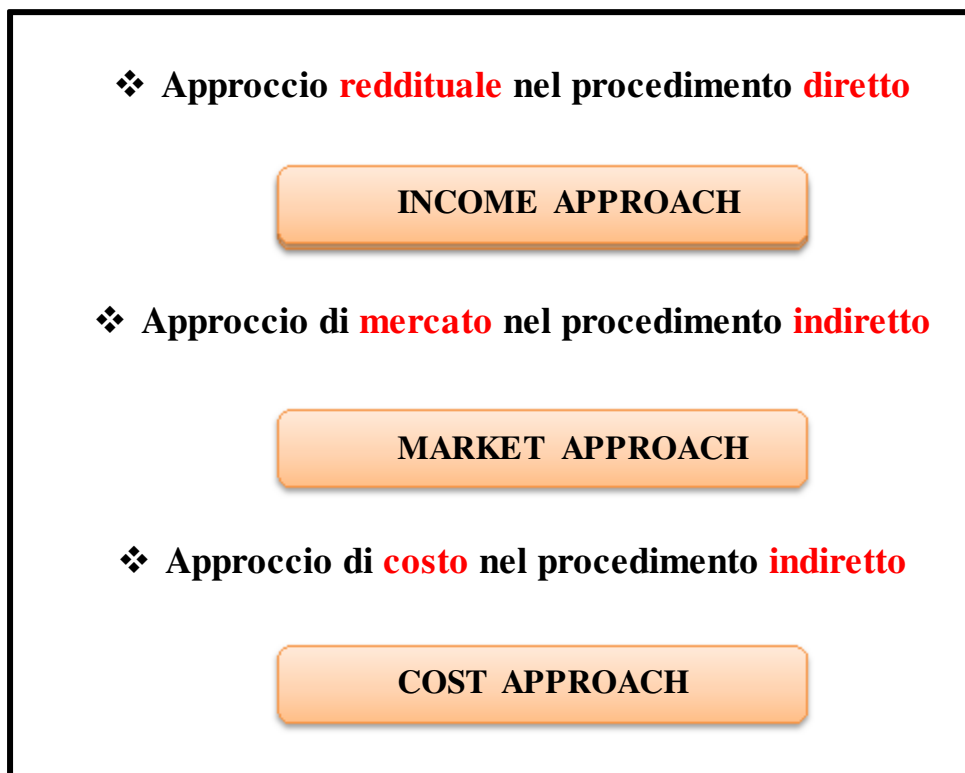 ❖ Approccio reddituale nel procedimento diretto
INCOME APPROACH
❖ Approccio di mercato nel procedimento indiretto
MARKET APPROACH
❖ Approccio di costo nel procedimento indiretto
COST APPROACH